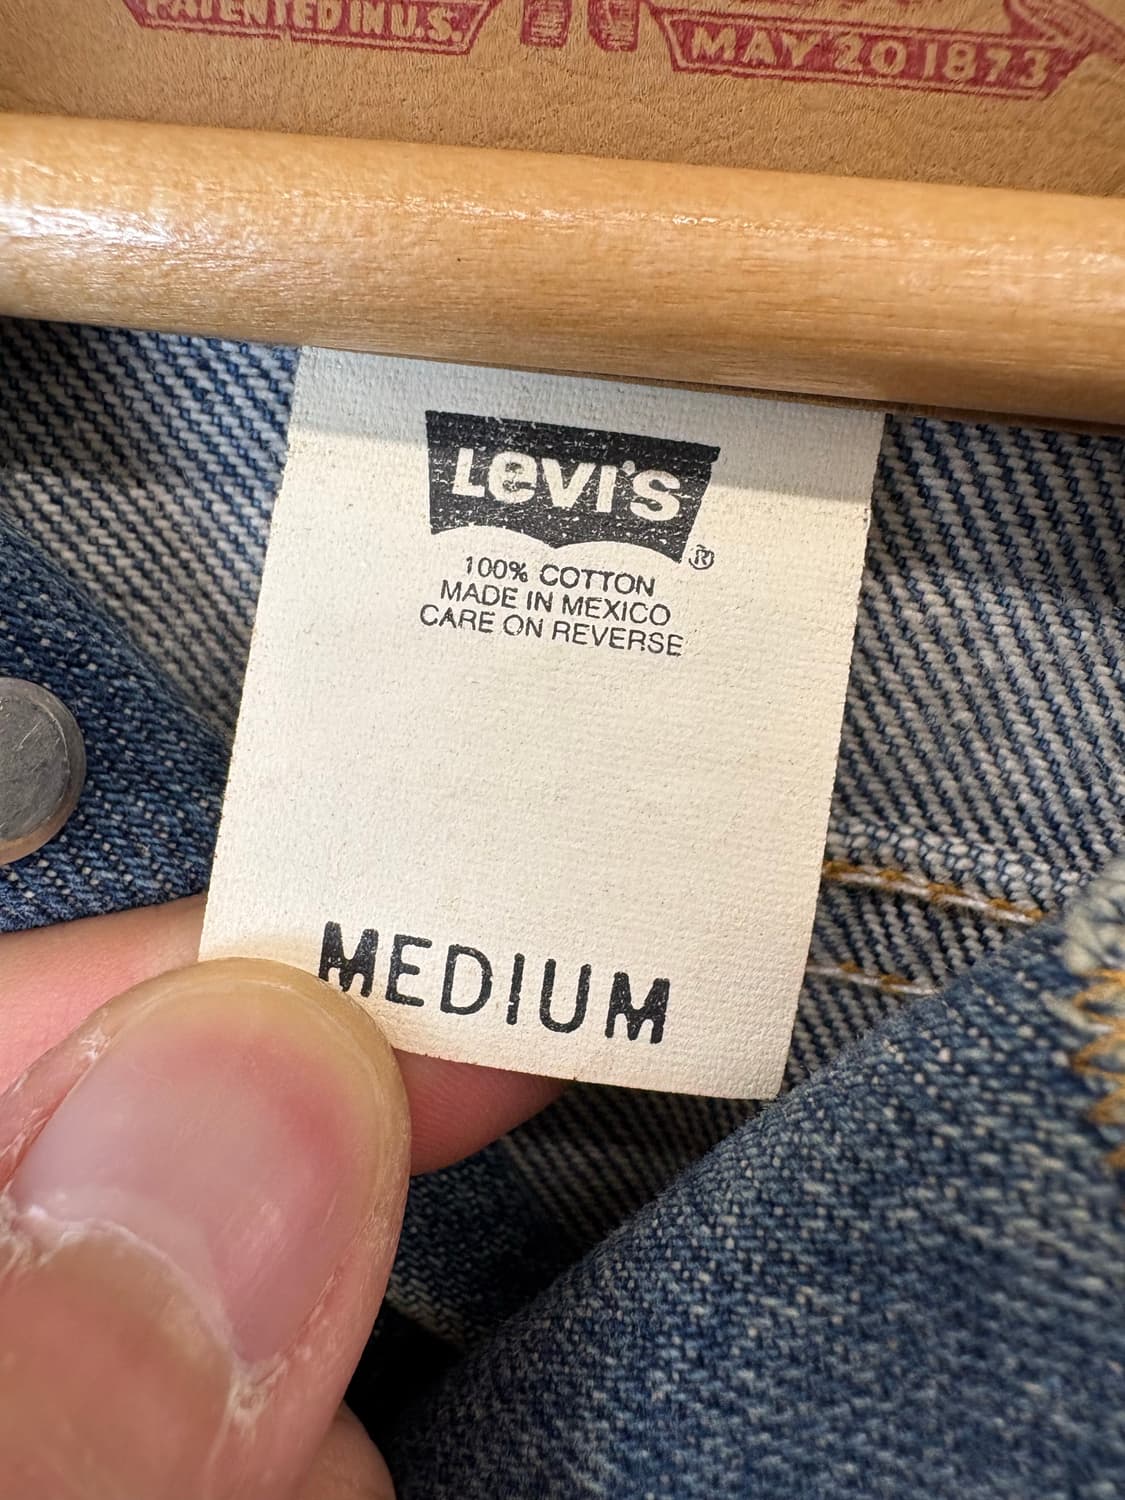 PATENTED IN U.S.
MAY 20 1873
Levi's ®
100% COTTON
MADE IN MEXICO
CARE ON REVERSE
MEDIUM